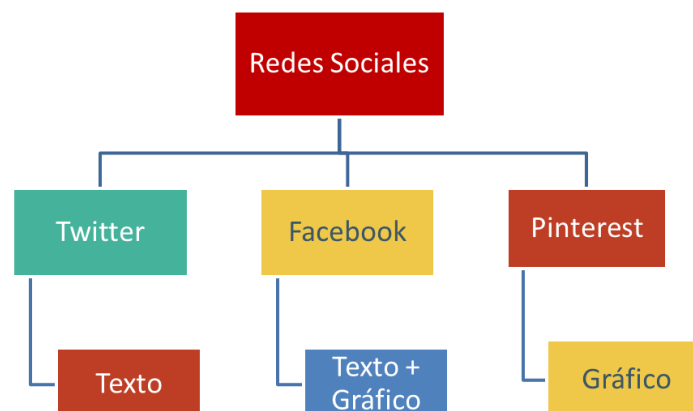 Redes Sociales
Twitter
Facebook
Pinterest
Texto
Texto +
Gráfico
Gráfico